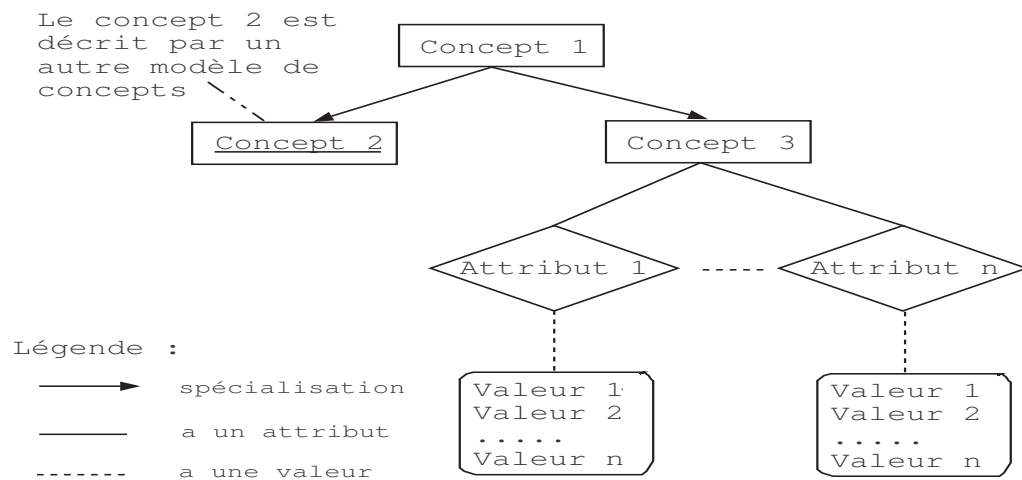 Le concept 2 est
décrit par un
autre modèle de
concepts
Concept 1
Concept 2
Concept 3
Attribut 1
Attribut n
Légende :
spécialisation
a un attribut
a une valeur
Valeur 1
Valeur 2
.....
Valeur n
Valeur 1
Valeur 2
.....
Valeur n